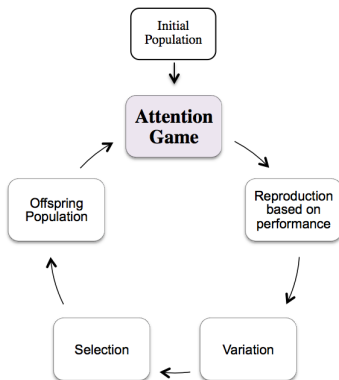 Initial
Population
Attention
Game
Reproduction
based on
performance
Variation
Selection
Offspring
Population